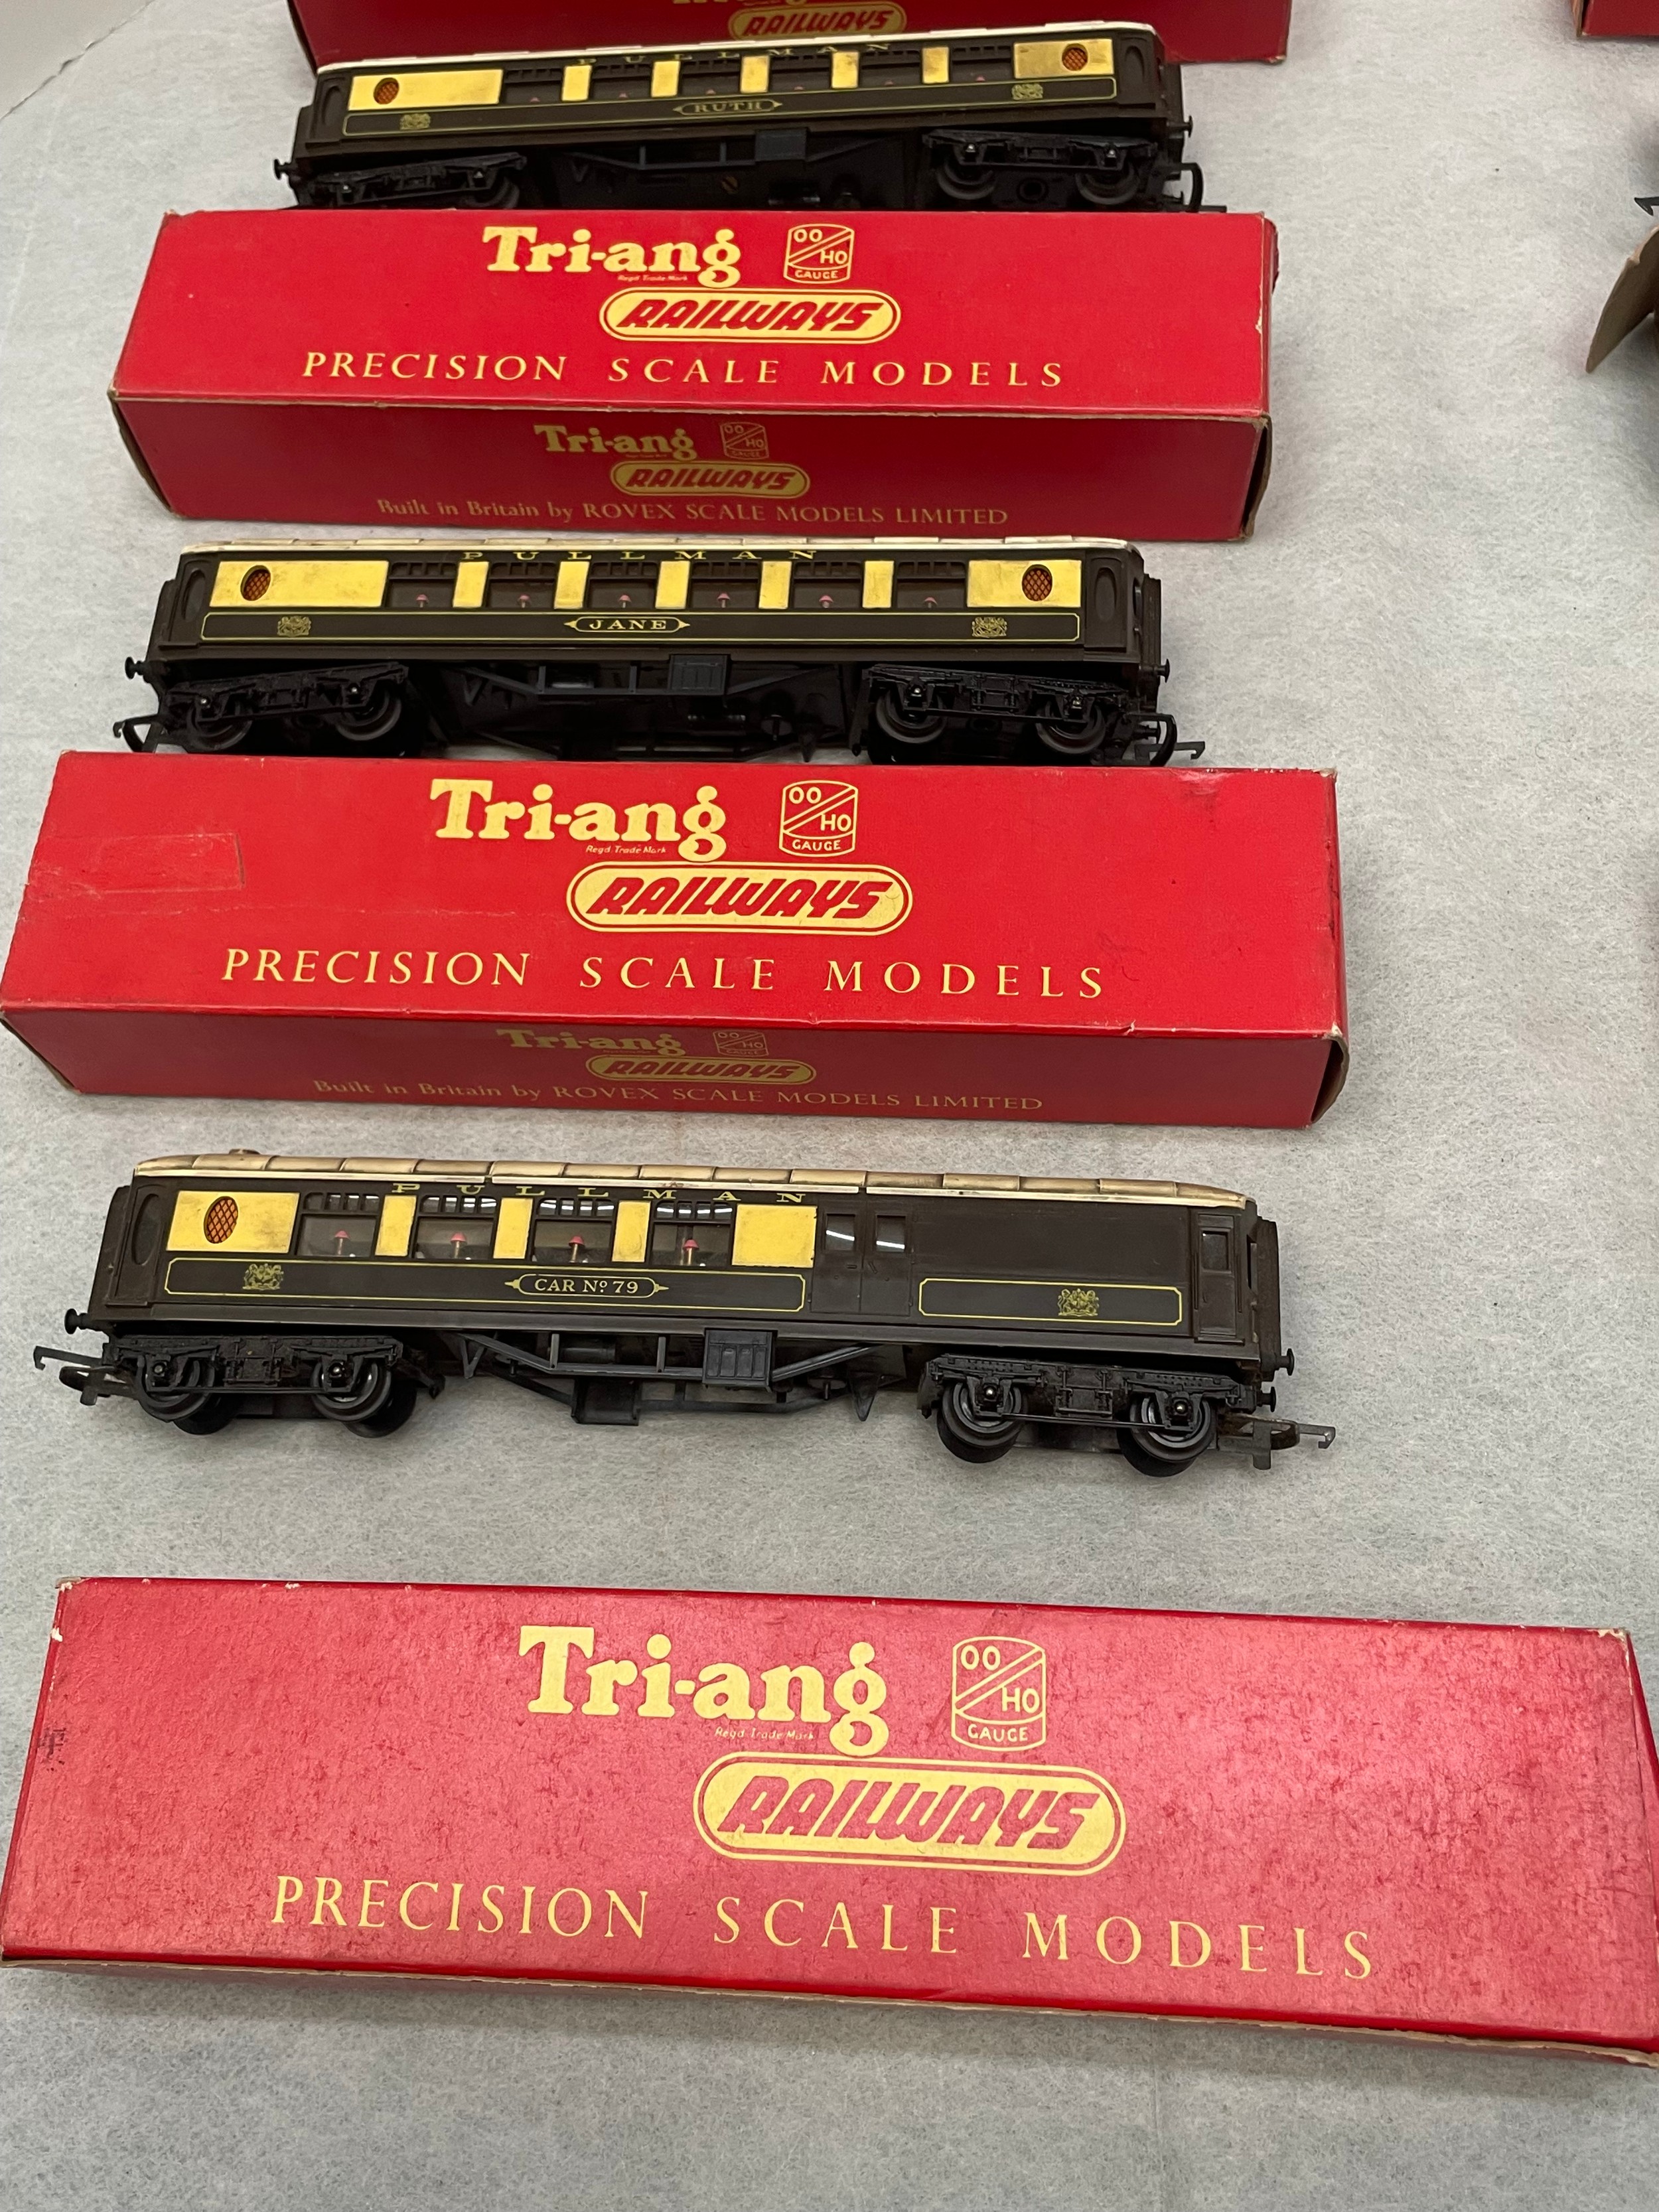 RAILWAYS
PULLMAN
RUTH
Tri-ang OO/HO GAUGE
Regd Trade Mark
RAILWAYS
PRECISION SCALE MODELS
Tri-ang OO/HO GAUGE
RAILWAYS
Built in Britain by ROVEX SCALE MODELS LIMITED
PULLMAN
JANE
Tri-ang OO/HO GAUGE
Regd. Trade Mark
RAILWAYS
PRECISION SCALE MODELS
Tri-ang OO/HO
RAILWAYS
Built in Britain by ROVEX SCALE MODELS LIMITED
PULLMAN
CAR Nº 79
Tri-ang OO/HO GAUGE
Regd Trade Mark
RAILWAYS
PRECISION SCALE MODELS